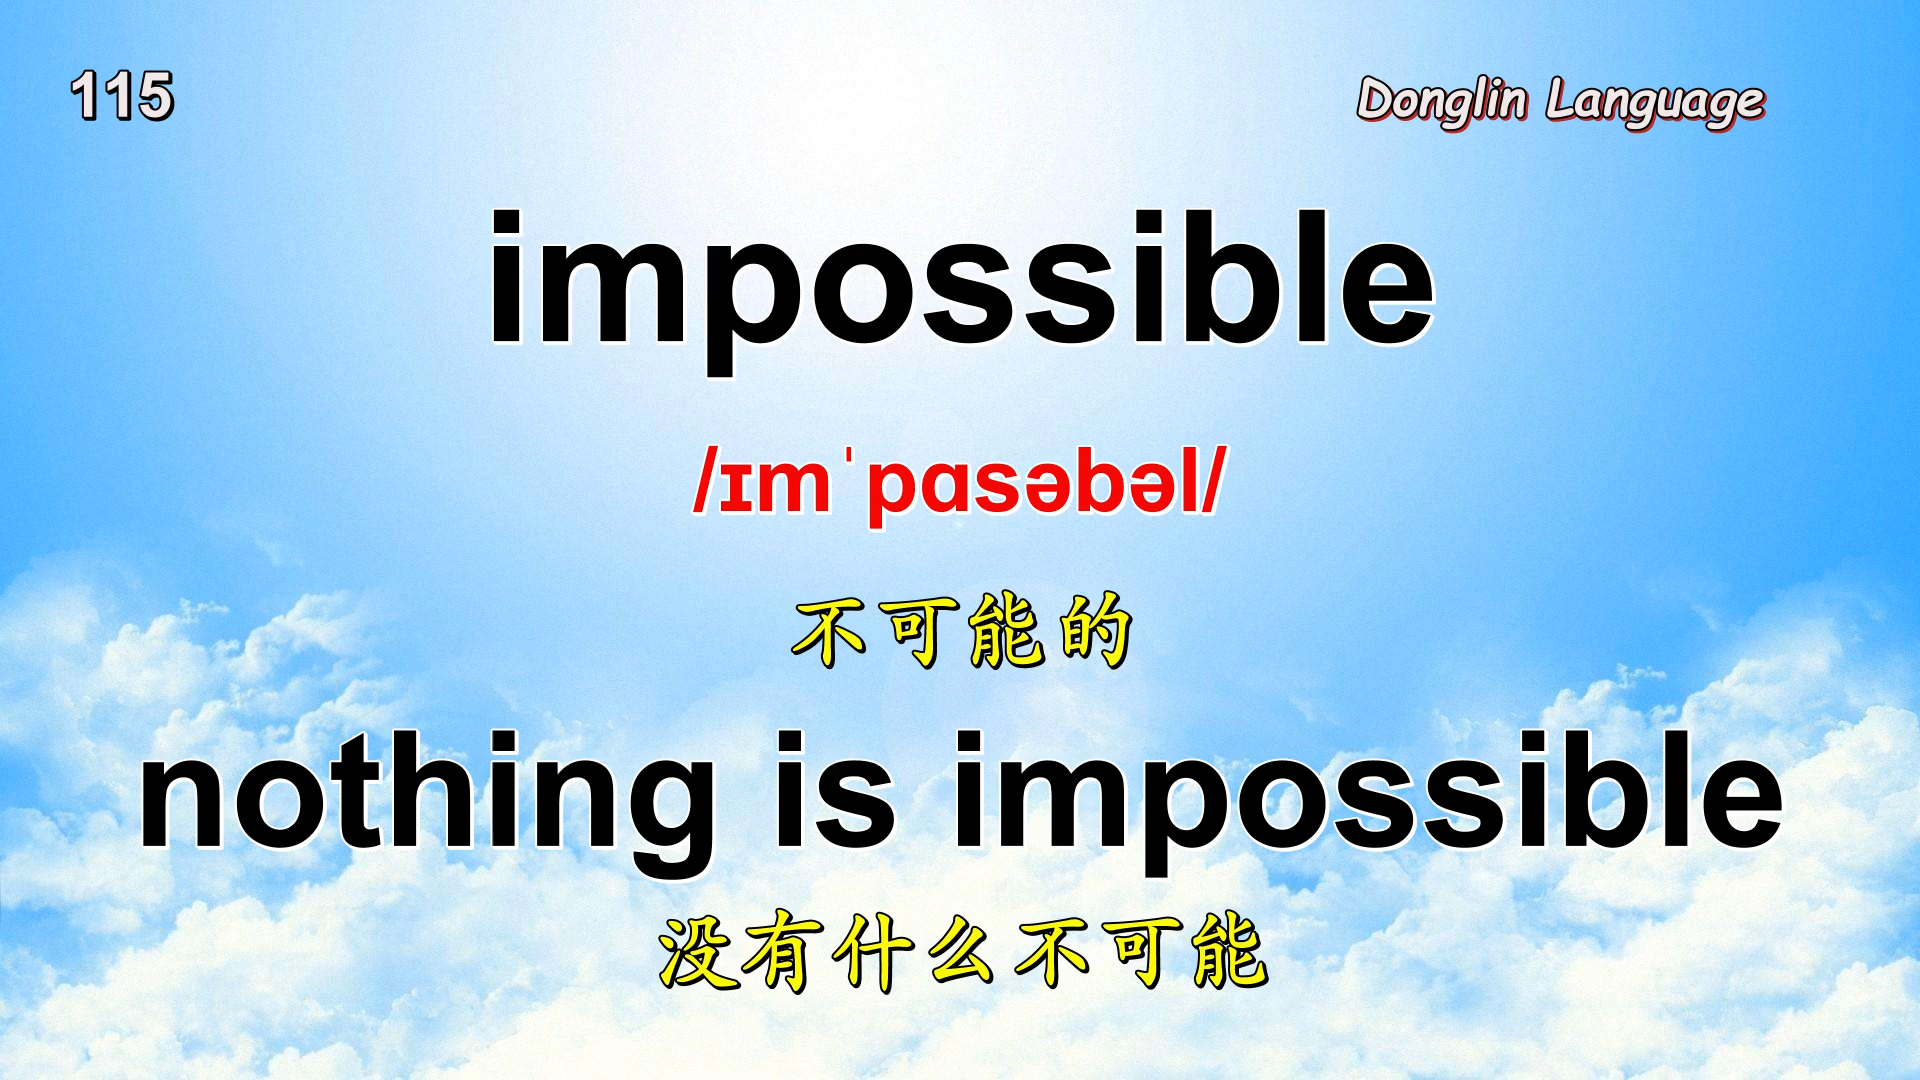 115
Donglin Language
impossible
/ɪmˈpɑsəbəl/
不可能的
nothing is impossible
没有什么不可能